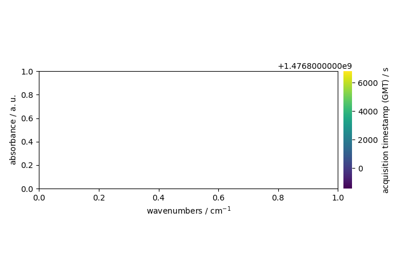 +1.4768000000e9
1.0
0.8
0.6
0.4
0.2
0.0
absorbance / a. u.
0.0 0.2 0.4 0.6 0.8 1.0
wavenumbers / cm⁻¹
6000
4000
2000
0
acquisition timestamp (GMT) / s